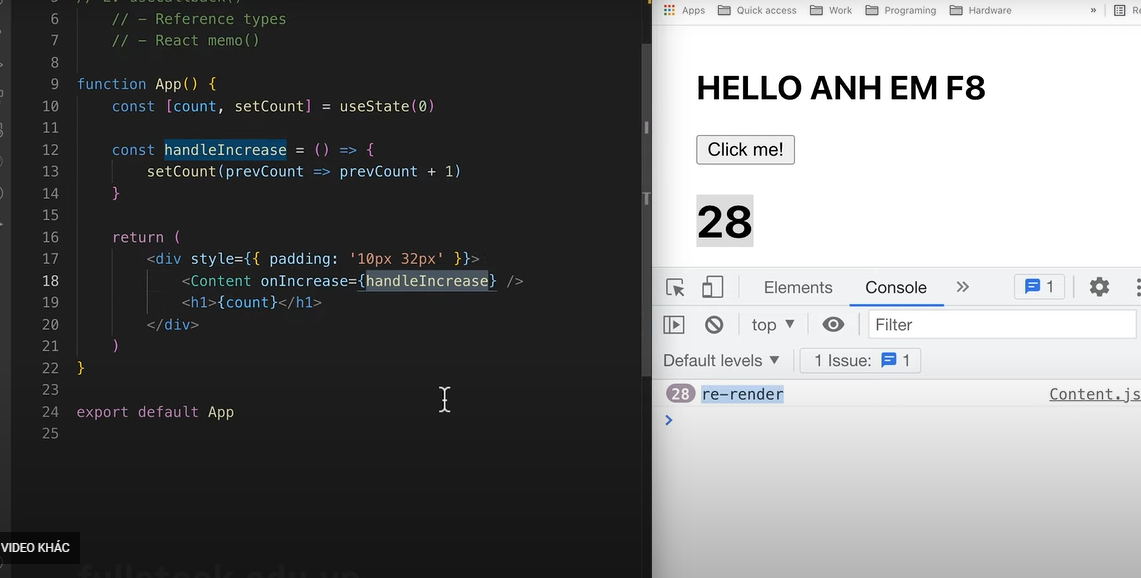 6 // - Reference types
7 // - React memo()
8
9 function App() {
10 const [count, setCount] = useState(0)
11
12 const handleIncrease = () => {
13 setCount(prevCount => prevCount + 1)
14 }
15
16 return (
17 <div style={{ padding: '10px 32px' }}>
18 <Content onIncrease={handleIncrease} />
19 <h1>{count}</h1>
20 </div>
21 )
22 }
23
24 export default App
25
VIDEO KHÁC
Apps Quick access Work Programing Hardware »
HELLO ANH EM F8
Click me!
28
Elements Console » 1
top ▼ Filter
Default levels ▼ 1 Issue: 1
28 re-render Content.js
>